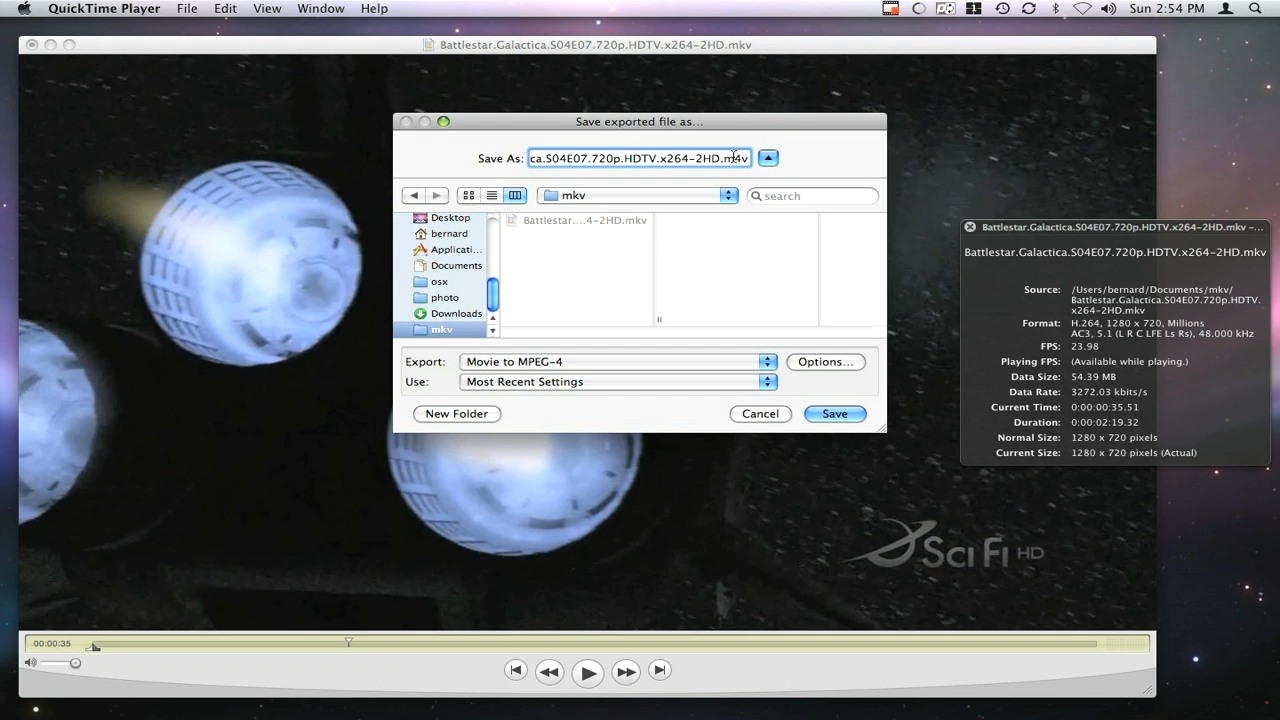 QuickTime Player File Edit View Window Help
1 Sun 2:54 PM
Battlestar.Galactica.S04E07.720p.HDTV.x264-2HD.mkv
Save exported file as...
Save As: ca.S04E07.720p.HDTV.x264-2HD.m4v
mkv
search
Desktop
bernard
Applicati...
Documents
osx
photo
Downloads
mkv
Battlestar....4-2HD.mkv
Export: Movie to MPEG-4 Options...
Use: Most Recent Settings
New Folder Cancel Save
Battlestar.Galactica.S04E07.720p.HDTV.x264-2HD.mkv -...
Battlestar.Galactica.S04E07.720p.HDTV.x264-2HD.mkv
Source: /Users/bernard/Documents/mkv/
Battlestar.Galactica.S04E07.720p.HDTV.
x264-2HD.mkv
Format: H.264, 1280 x 720, Millions
AC3, 5.1 (L R C LFE Ls Rs), 48.000 kHz
FPS: 23.98
Playing FPS: (Available while playing.)
Data Size: 54.39 MB
Data Rate: 3272.03 kbits/s
Current Time: 0:00:00:35.51
Duration: 0:00:02:19.32
Normal Size: 1280 x 720 pixels
Current Size: 1280 x 720 pixels (Actual)
SCI FI HD
00:00:35